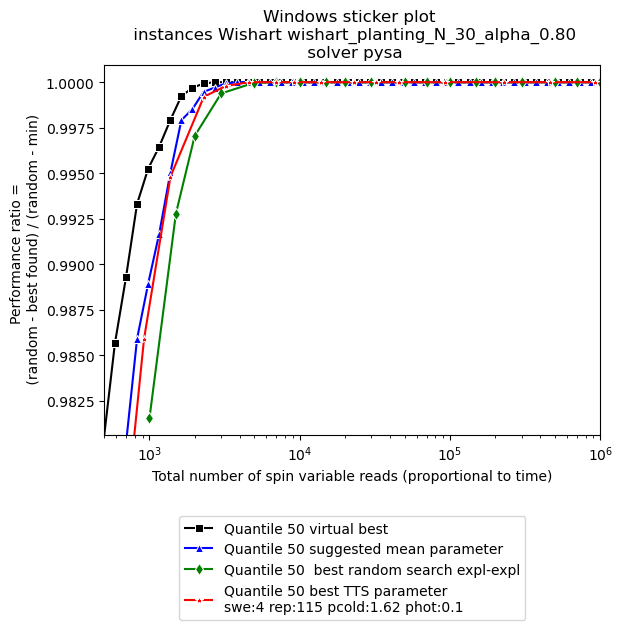 Windows sticker plot
instances Wishart wishart_planting_N_30_alpha_0.80
solver pysa
Performance ratio =
(random - best found) / (random - min)
1.0000
0.9975
0.9950
0.9925
0.9900
0.9875
0.9850
0.9825
10³
10⁴
10⁵
10⁶
Total number of spin variable reads (proportional to time)
Quantile 50 virtual best
Quantile 50 suggested mean parameter
Quantile 50  best random search expl-expl
Quantile 50 best TTS parameter
swe:4 rep:115 pcold:1.62 phot:0.1